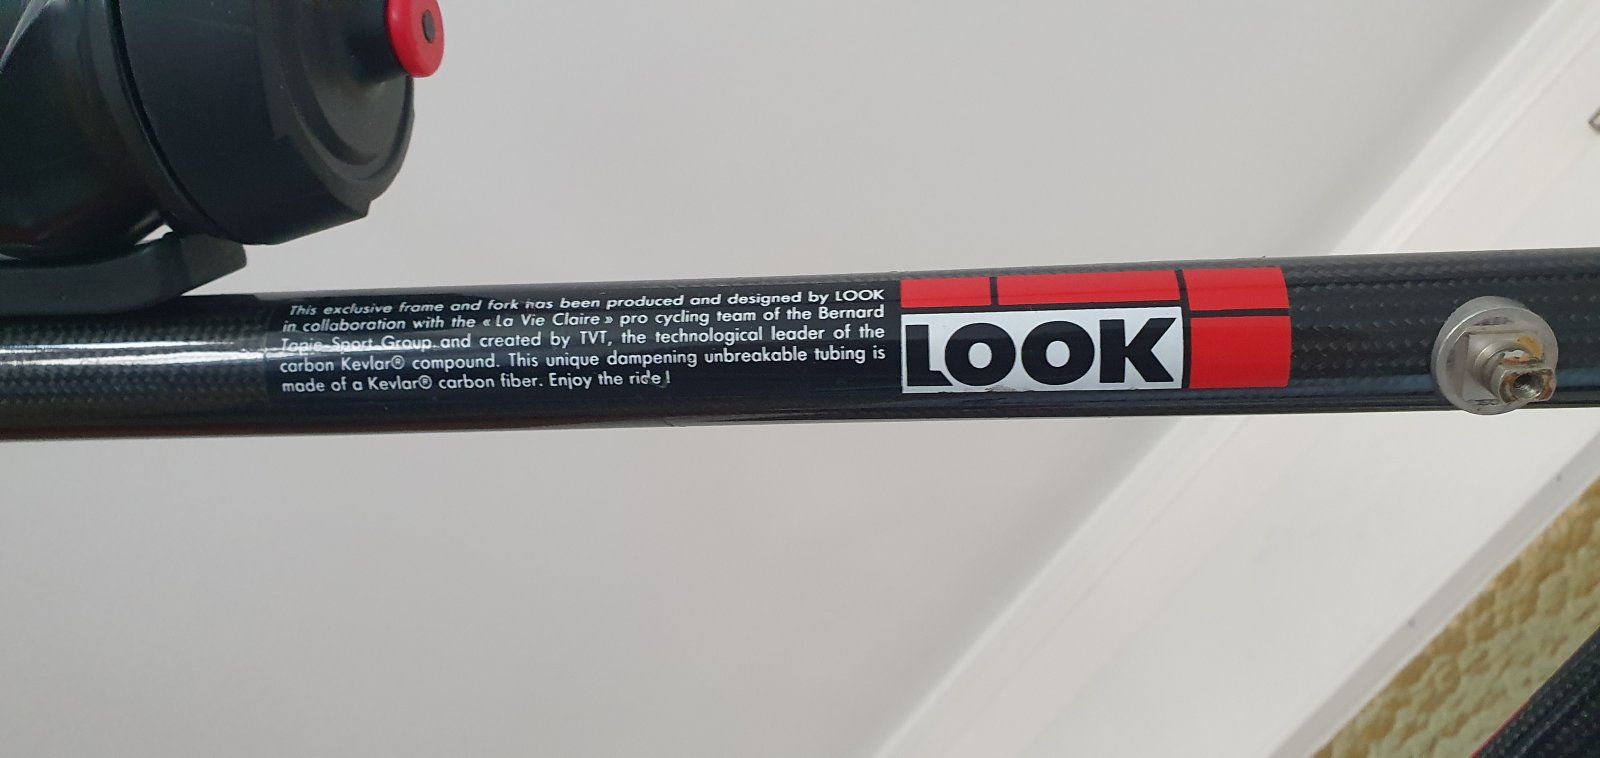 This exclusive frame and fork has been produced and designed by LOOK
in collaboration with the « La Vie Claire » pro cycling team of the Bernard
Tapie Sport Group and created by TVT, the technological leader of the
carbon Kevlar® compound. This unique dampening unbreakable tubing is
made of a Kevlar® carbon fiber. Enjoy the ride !
LOOK